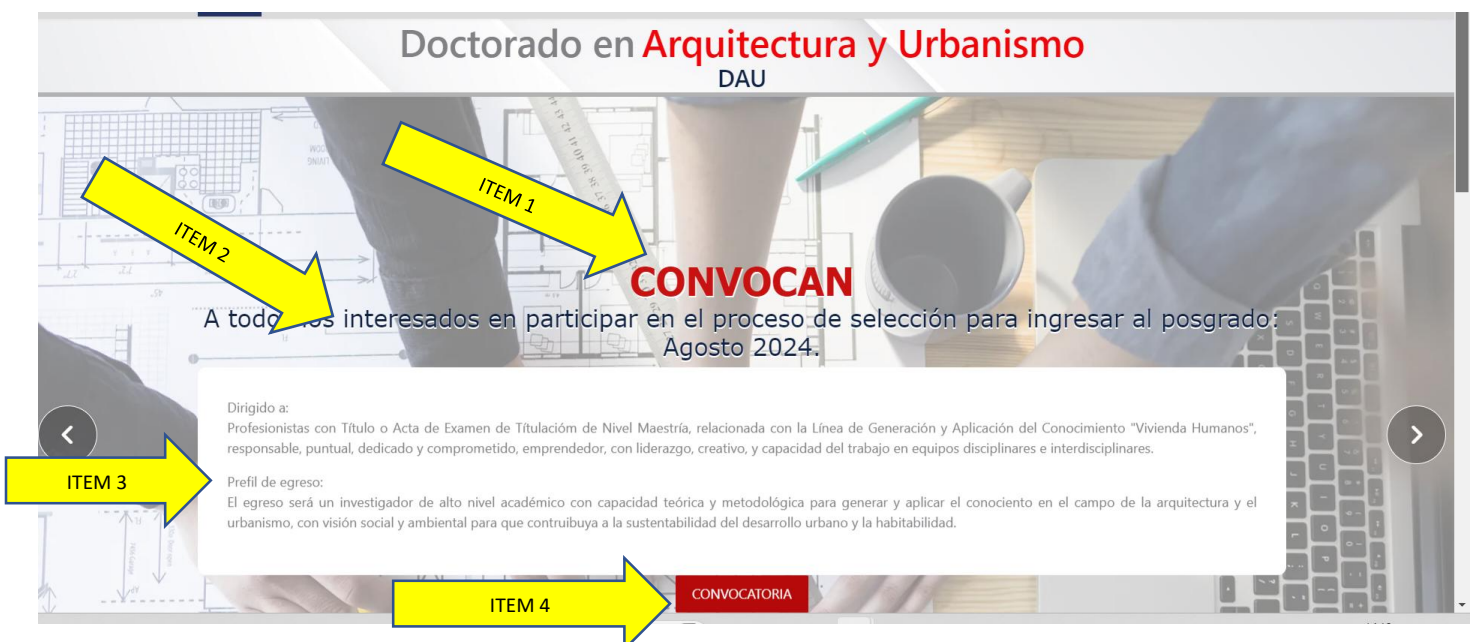 Doctorado en Arquitectura y Urbanismo
DAU
ITEM 1
ITEM 2
CONVOCAN
A todos los interesados en participar en el proceso de selección para ingresar al posgrado:
Agosto 2024.
Dirigido a:
Profesionistas con Título o Acta de Examen de Títulacióm de Nivel Maestría, relacionada con la Línea de Generación y Aplicación del Conocimiento "Vivienda Humanos",
responsable, puntual, dedicado y comprometido, emprendedor, con liderazgo, creativo, y capacidad del trabajo en equipos disciplinares e interdisciplinares.
ITEM 3
Prefil de egreso:
El egreso será un investigador de alto nivel académico con capacidad teórica y metodológica para generar y aplicar el conociento en el campo de la arquitectura y el
urbanismo, con visión social y ambiental para que contruibuya a la sustentabilidad del desarrollo urbano y la habitabilidad.
CONVOCATORIA
ITEM 4